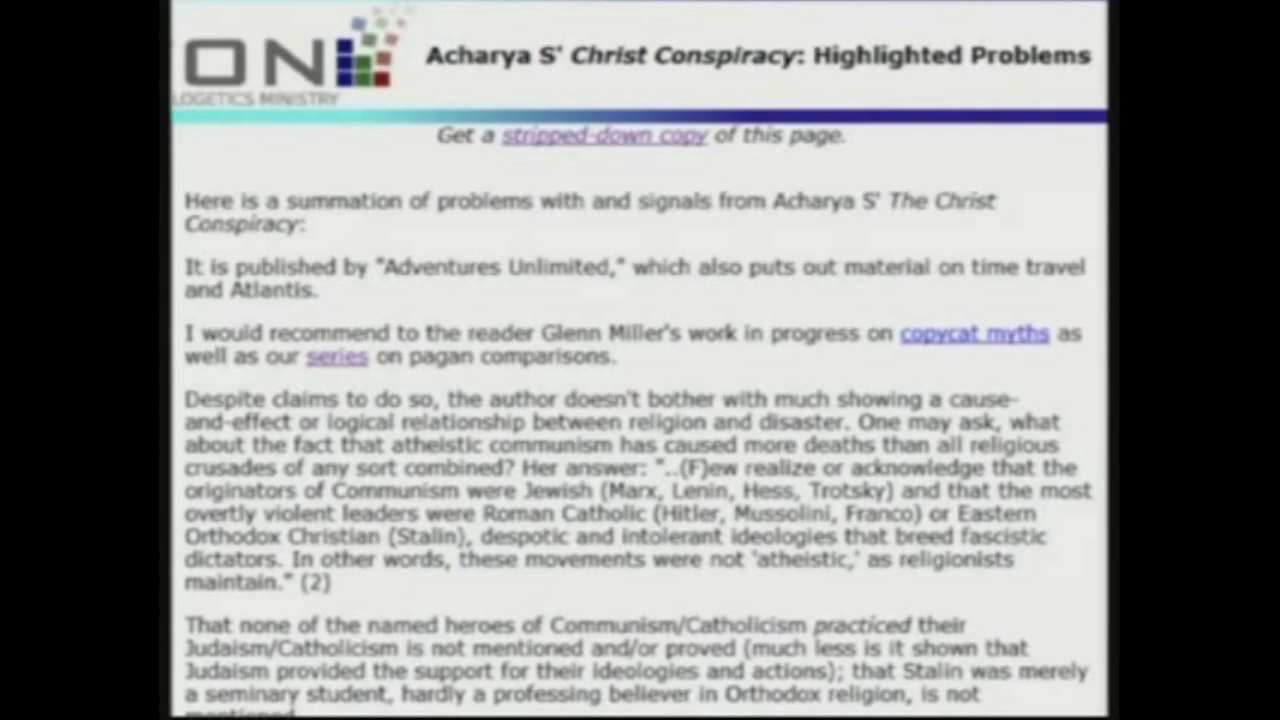 ON
LOGETICS MINISTRY
Acharya S' Christ Conspiracy: Highlighted Problems
Get a stripped-down copy of this page.
Here is a summation of problems with and signals from Acharya S' The Christ
Conspiracy:
It is published by "Adventures Unlimited," which also puts out material on time travel
and Atlantis.
I would recommend to the reader Glenn Miller's work in progress on copycat myths as
well as our series on pagan comparisons.
Despite claims to do so, the author doesn't bother with much showing a cause-
and-effect or logical relationship between religion and disaster. One may ask, what
about the fact that atheistic communism has caused more deaths than all religious
crusades of any sort combined? Her answer: "..(F)ew realize or acknowledge that the
originators of Communism were Jewish (Marx, Lenin, Hess, Trotsky) and that the most
overtly violent leaders were Roman Catholic (Hitler, Mussolini, Franco) or Eastern
Orthodox Christian (Stalin), despotic and intolerant ideologies that breed fascistic
dictators. In other words, these movements were not 'atheistic,' as religionists
maintain." (2)
That none of the named heroes of Communism/Catholicism practiced their
Judaism/Catholicism is not mentioned and/or proved (much less is it shown that
Judaism provided the support for their ideologies and actions); that Stalin was merely
a seminary student, hardly a professing believer in Orthodox religion, is not